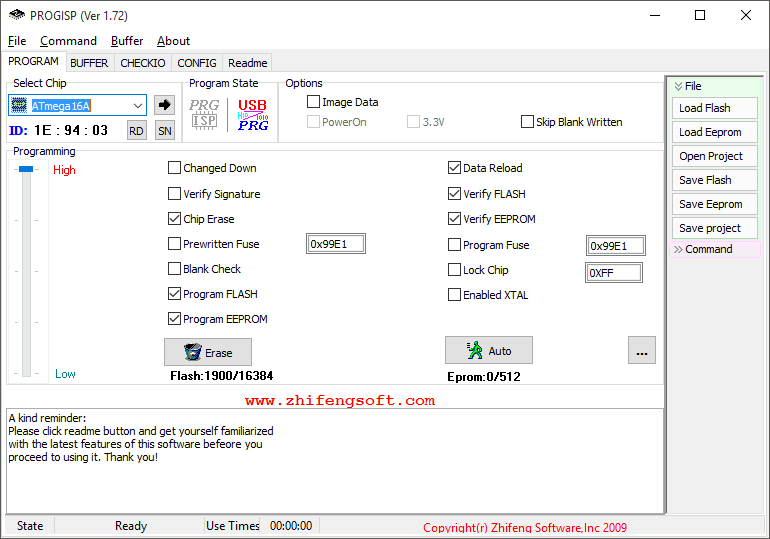 PROGISP (Ver 1.72)
File Command Buffer About
PROGRAM BUFFER CHECKIO CONFIG Readme
Select Chip
ATmega16A
ID: 1E : 94 : 03 RD SN
Program State
PRG ISP
USB
PRG
Options
Image Data
PowerOn 3.3V Skip Blank Written
Programming
High
Low
Changed Down
Verify Signature
Chip Erase
Prewritten Fuse 0x99E1
Blank Check
Program FLASH
Program EEPROM
Erase
Flash:1900/16384
Data Reload
Verify FLASH
Verify EEPROM
Program Fuse 0x99E1
Lock Chip 0XFF
Enabled XTAL
Auto ...
Eprom:0/512
www.zhifengsoft.com
File
Load Flash
Load Eeprom
Open Project
Save Flash
Save Eeprom
Save project
Command
A kind reminder:
Please click readme button and get yourself familiarized
with the latest features of this software befeore you
proceed to using it. Thank you!
State Ready Use Times 00:00:00 Copyright(r) Zhifeng Software,Inc 2009